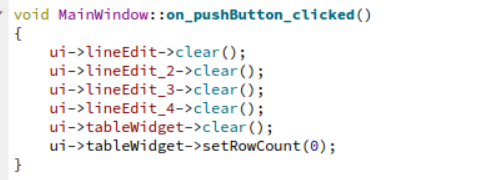 void MainWindow::on_pushButton_clicked()
{
    ui->lineEdit->clear();
    ui->lineEdit_2->clear();
    ui->lineEdit_3->clear();
    ui->lineEdit_4->clear();
    ui->tableWidget->clear();
    ui->tableWidget->setRowCount(0);
}